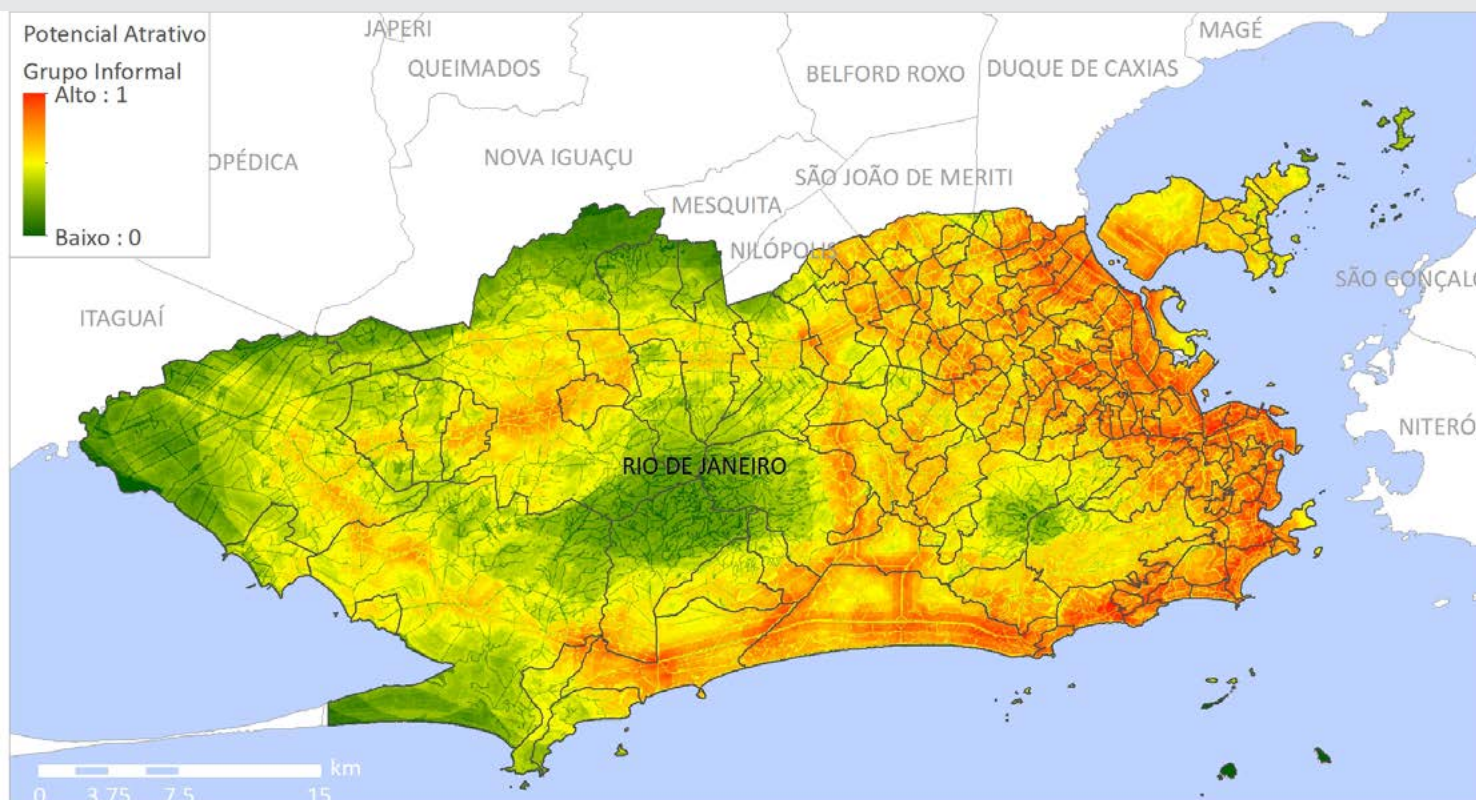 Potencial Atrativo
Grupo Informal
Alto : 1
Baixo : 0
JAPERI
MAGÉ
QUEIMADOS
BELFORD ROXO
DUQUE DE CAXIAS
OPÉDICA
NOVA IGUAÇU
SÃO JOÃO DE MERITI
MESQUITA
NILÓPOLIS
SÃO GONÇALO
ITAGUAÍ
NITERÓ
RIO DE JANEIRO
km
0 3.75 7.5 15